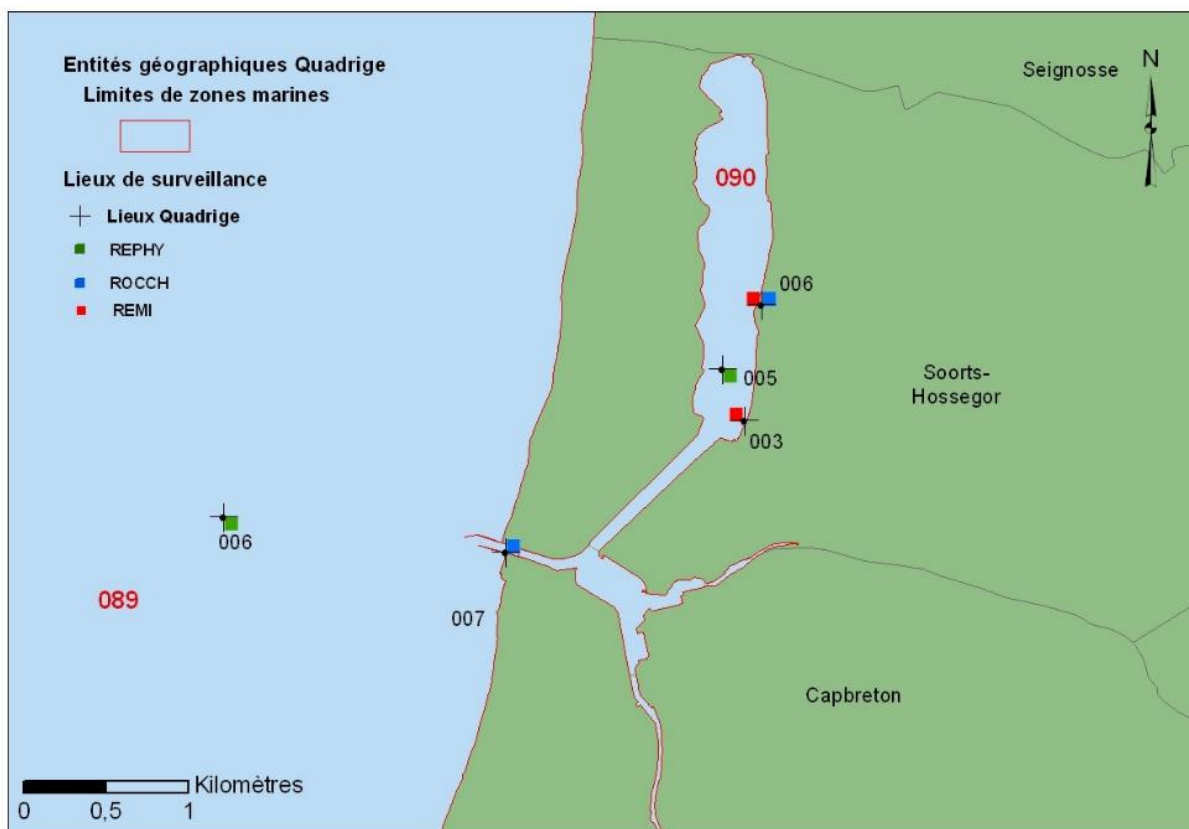 Entités géographiques Quadrige
Limites de zones marines
Lieux de surveillance
Lieux Quadrige
REPHY
ROCCH
REMI
N
Seignosse
090
006
005
Soorts-
Hossegor
003
006
089
007
Capbreton
Kilomètres
0 0,5 1